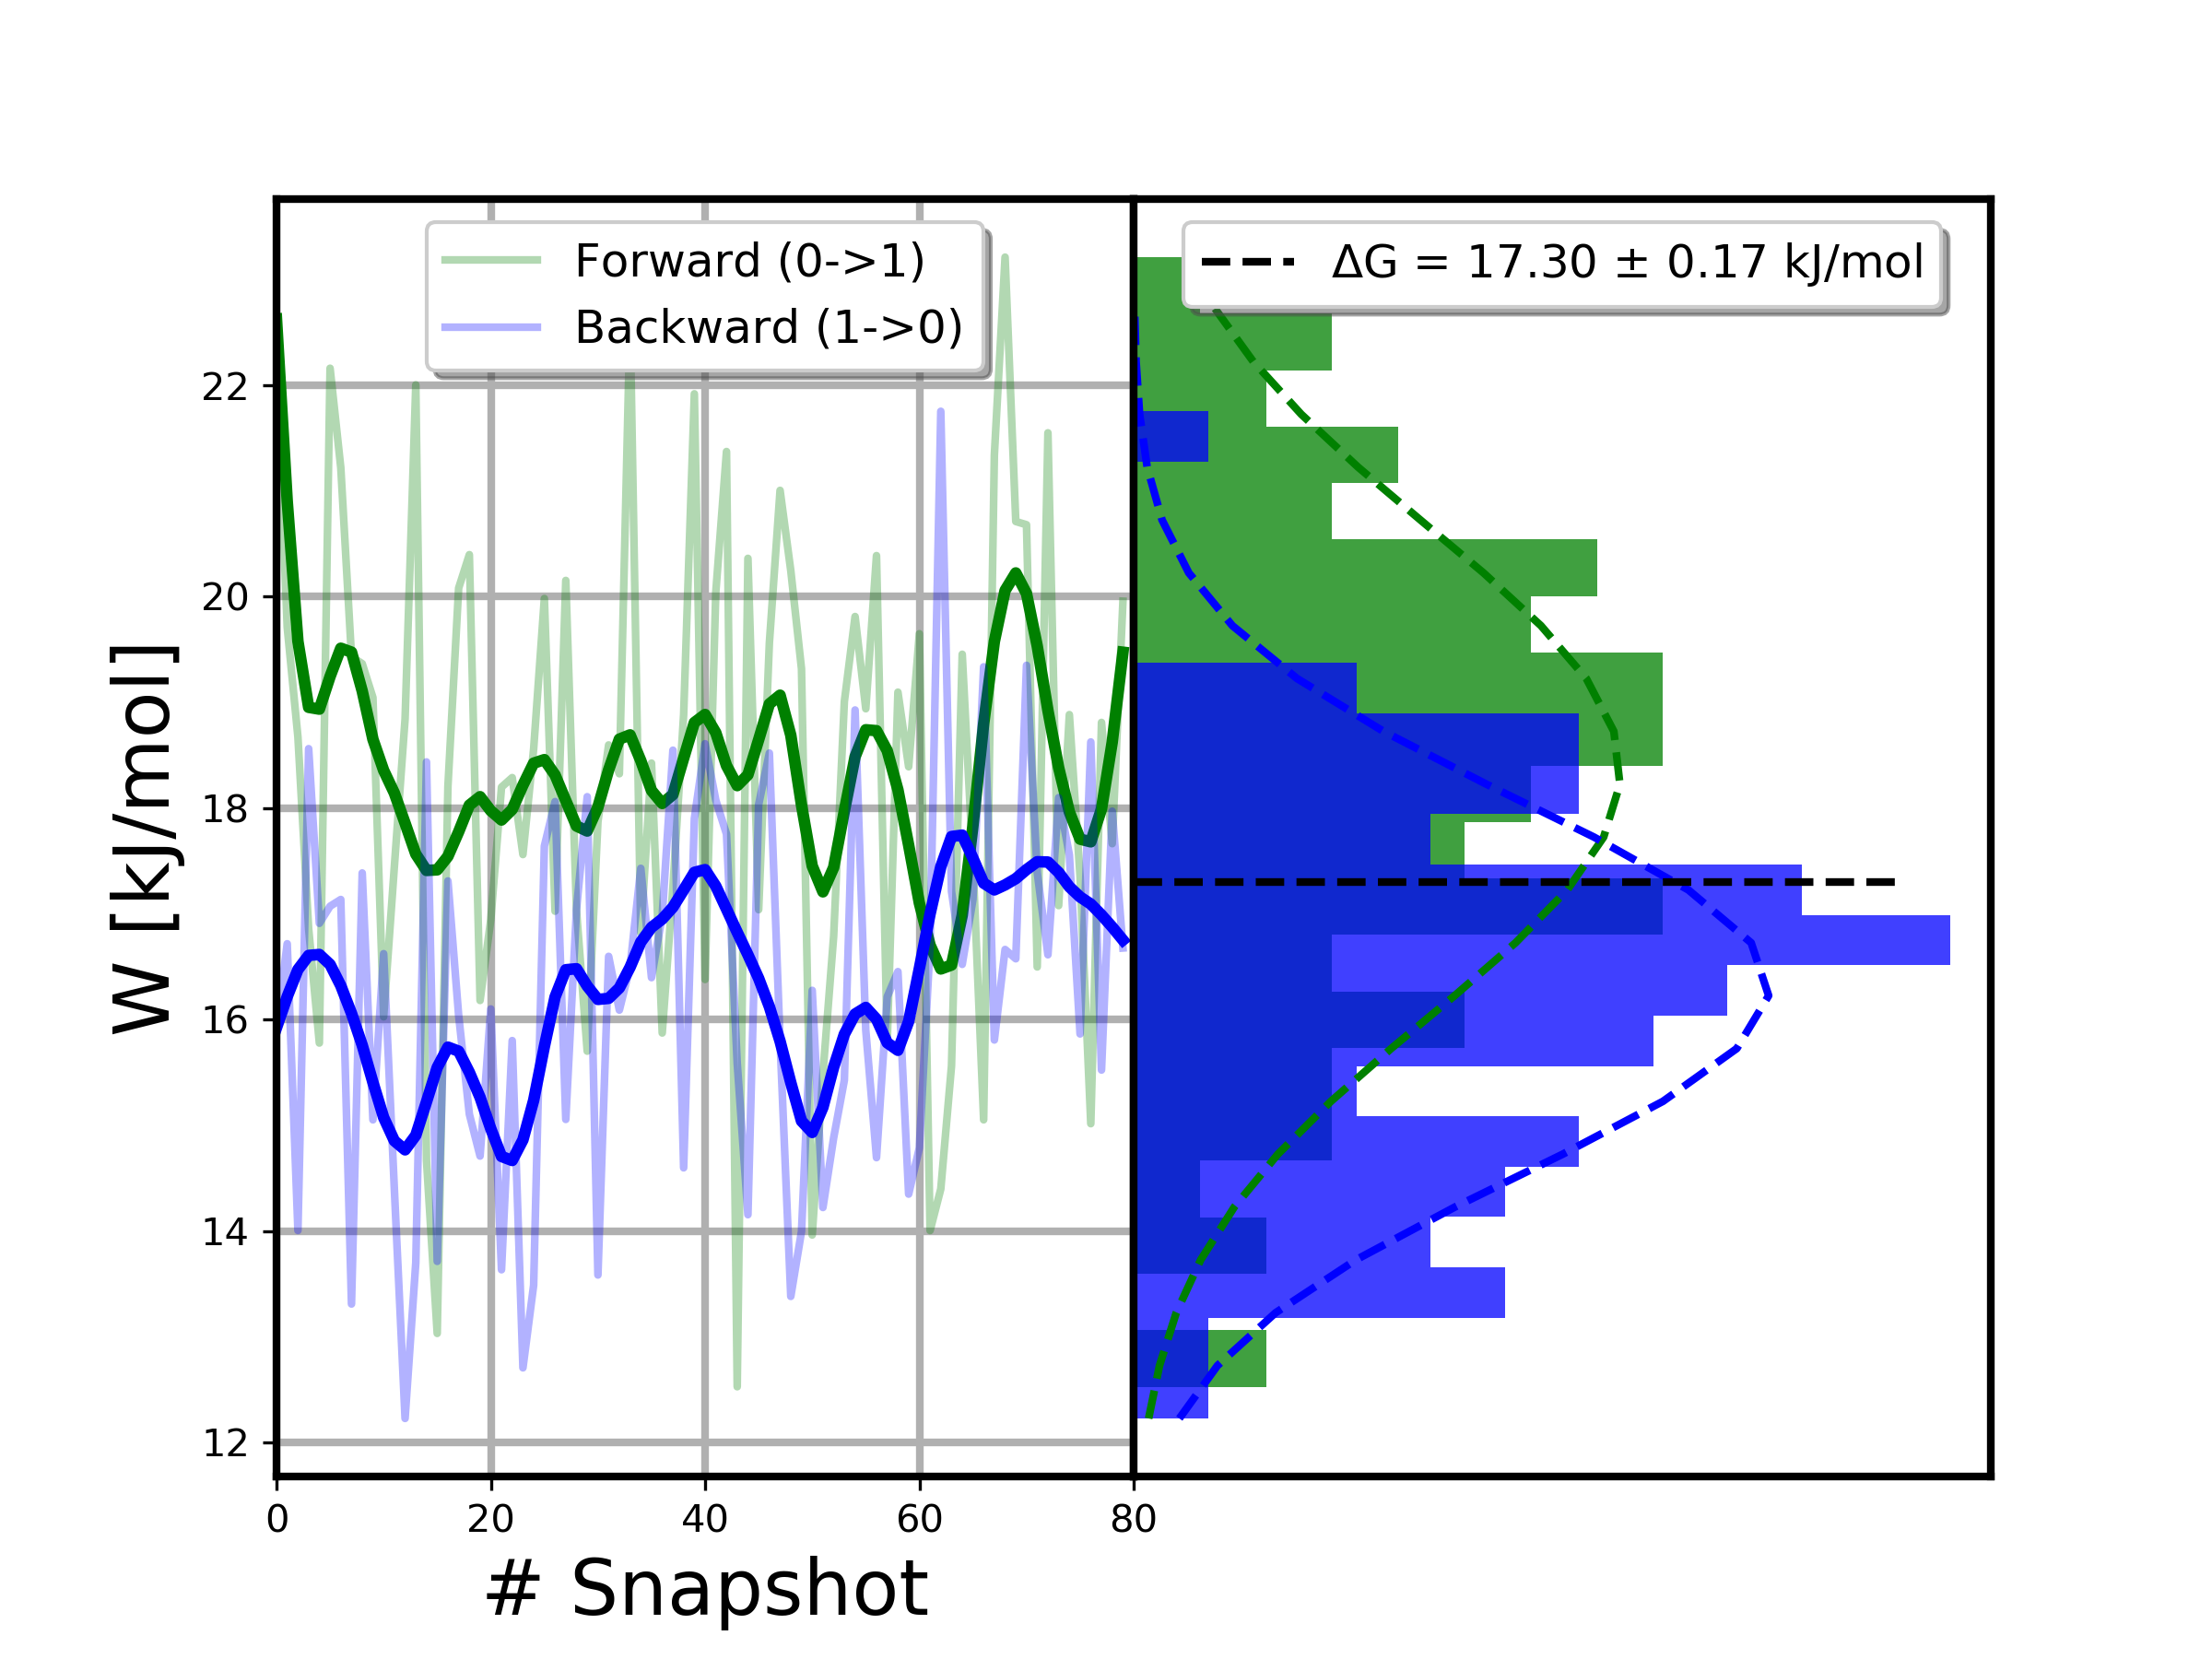 Forward (0->1)
Backward (1->0)
ΔG = 17.30 ± 0.17 kJ/mol
W [kJ/mol]
22
20
18
16
14
12
0 20 40 60 80
# Snapshot